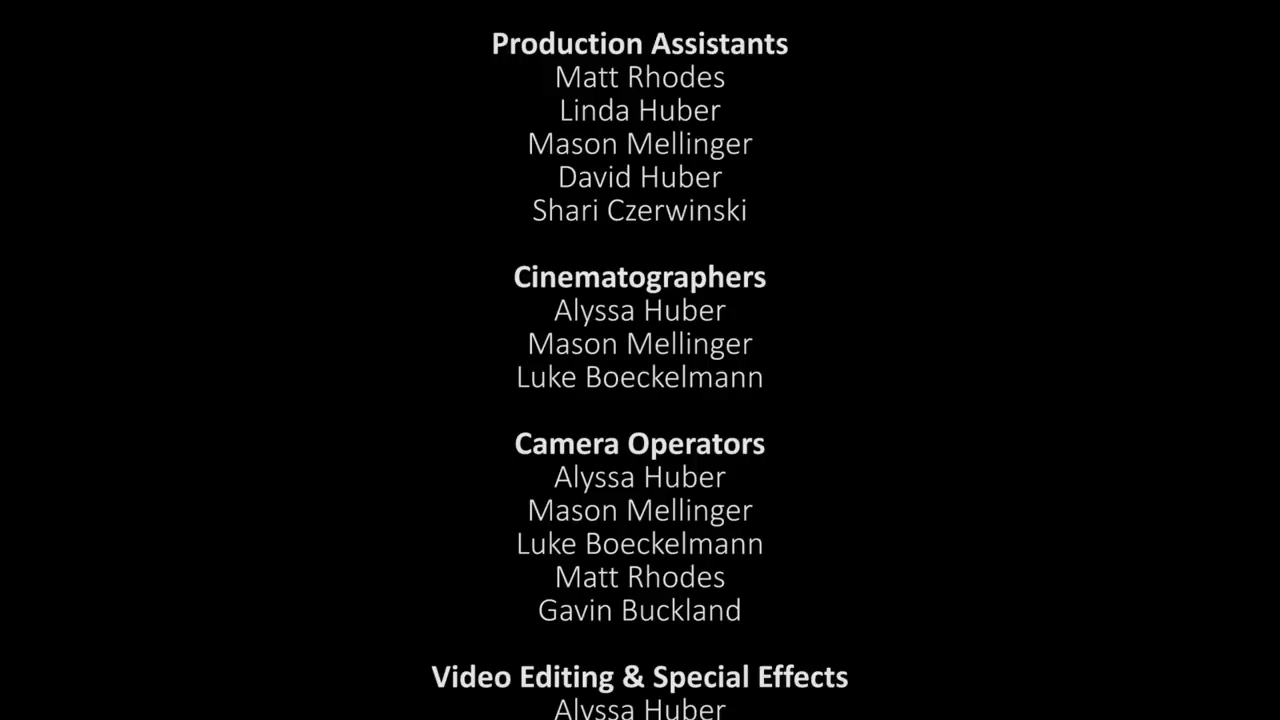 Production Assistants
Matt Rhodes
Linda Huber
Mason Mellinger
David Huber
Shari Czerwinski
Cinematographers
Alyssa Huber
Mason Mellinger
Luke Boeckelmann
Camera Operators
Alyssa Huber
Mason Mellinger
Luke Boeckelmann
Matt Rhodes
Gavin Buckland
Video Editing & Special Effects
Alyssa Huber